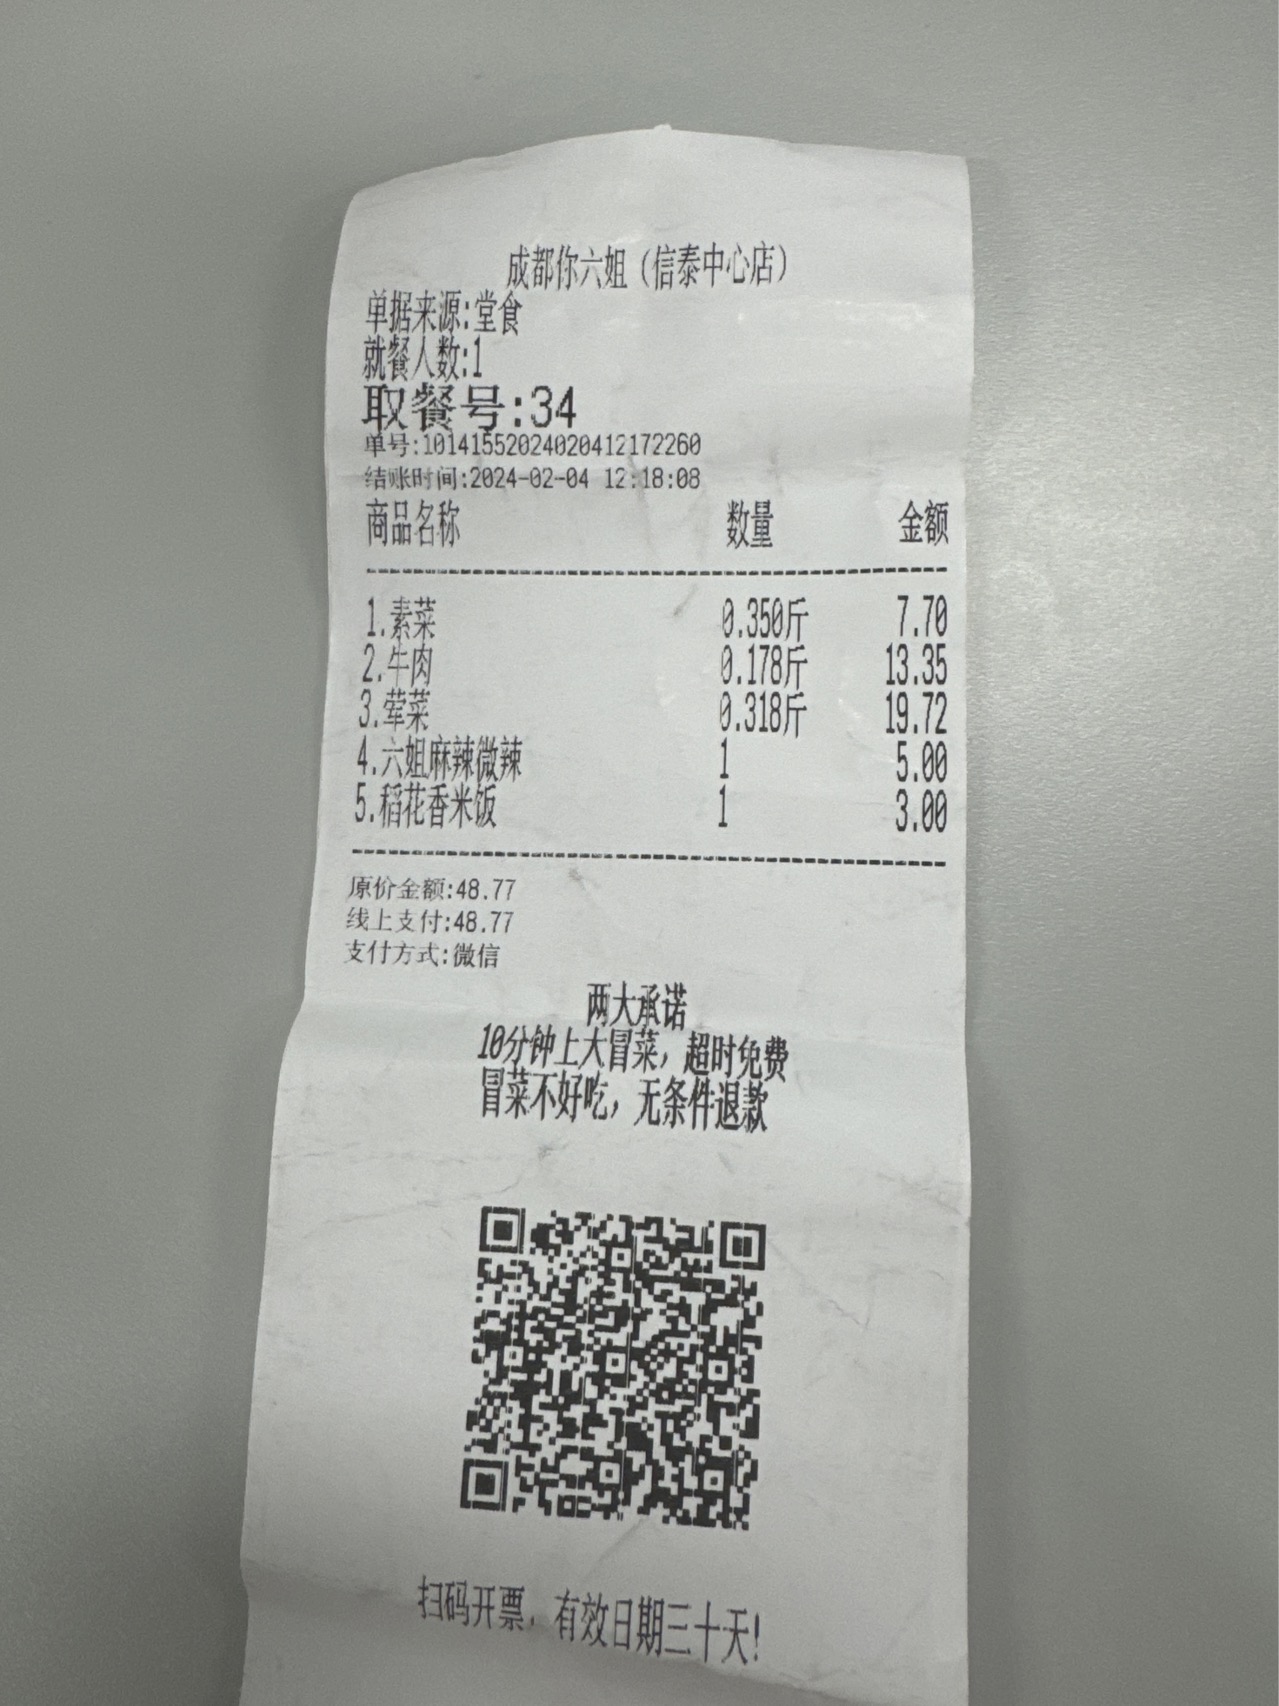 成都你六姐（信泰中心店）
单据来源:堂食
就餐人数:1
取餐号:34
单号:10141552024020412172260
结账时间:2024-02-04 12:18:08
商品名称 数量 金额
1.素菜 0.350斤 7.70
2.牛肉 0.178斤 13.35
3.荤菜 0.318斤 19.72
4.六姐麻辣微辣 1 5.00
5.稻花香米饭 1 3.00
原价金额:48.77
线上支付:48.77
支付方式:微信
两大承诺
10分钟上大冒菜，超时免费
冒菜不好吃，无条件退款
扫码开票，有效日期三十天!